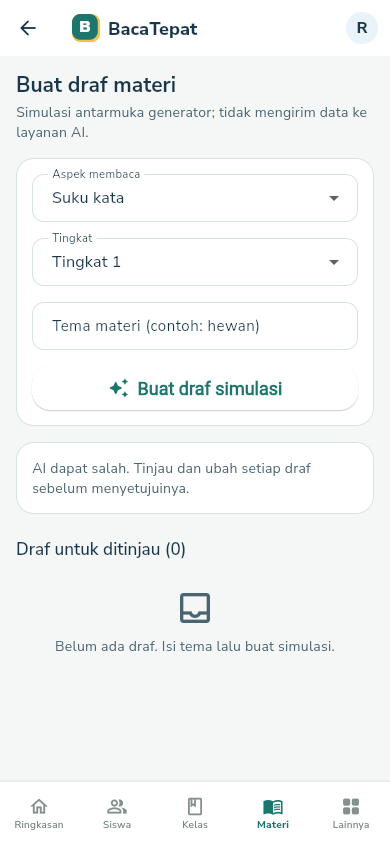 B BacaTepat R
Buat draf materi
Simulasi antarmuka generator; tidak mengirim data ke
layanan AI.
Aspek membaca
Suku kata
Tingkat
Tingkat 1
Tema materi (contoh: hewan)
Buat draf simulasi
AI dapat salah. Tinjau dan ubah setiap draf
sebelum menyetujuinya.
Draf untuk ditinjau (0)
Belum ada draf. Isi tema lalu buat simulasi.
Ringkasan Siswa Kelas Materi Lainnya